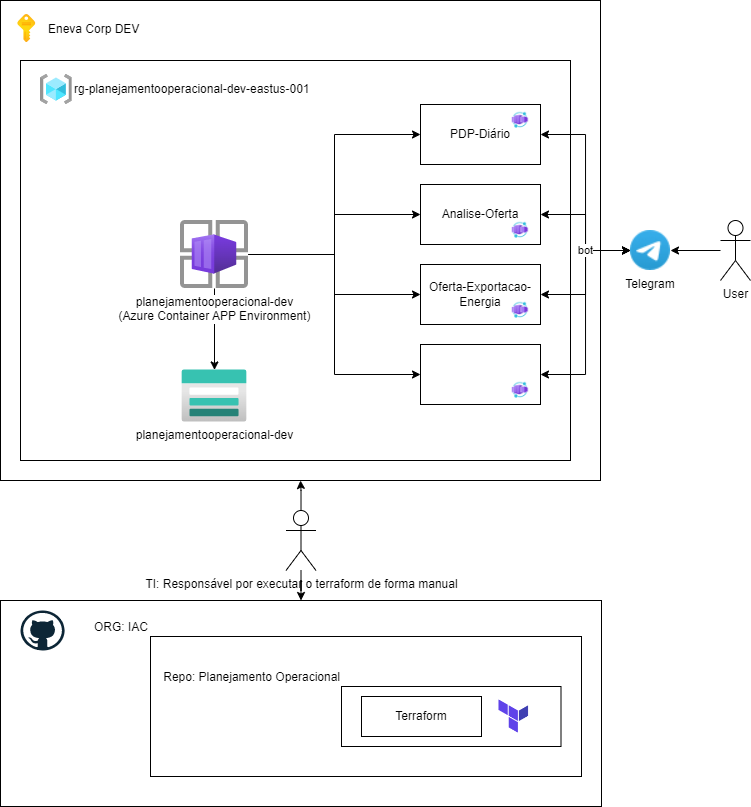 Eneva Corp DEV
rg-planejamentooperacional-dev-eastus-001
PDP-Diário
Analise-Oferta
bot
Oferta-Exportacao-
Energia
Telegram
User
planejamentooperacional-dev
(Azure Container APP Environment)
planejamentooperacional-dev
TI: Responsável por executar o terraform de forma manual
ORG: IAC
Repo: Planejamento Operacional
Terraform